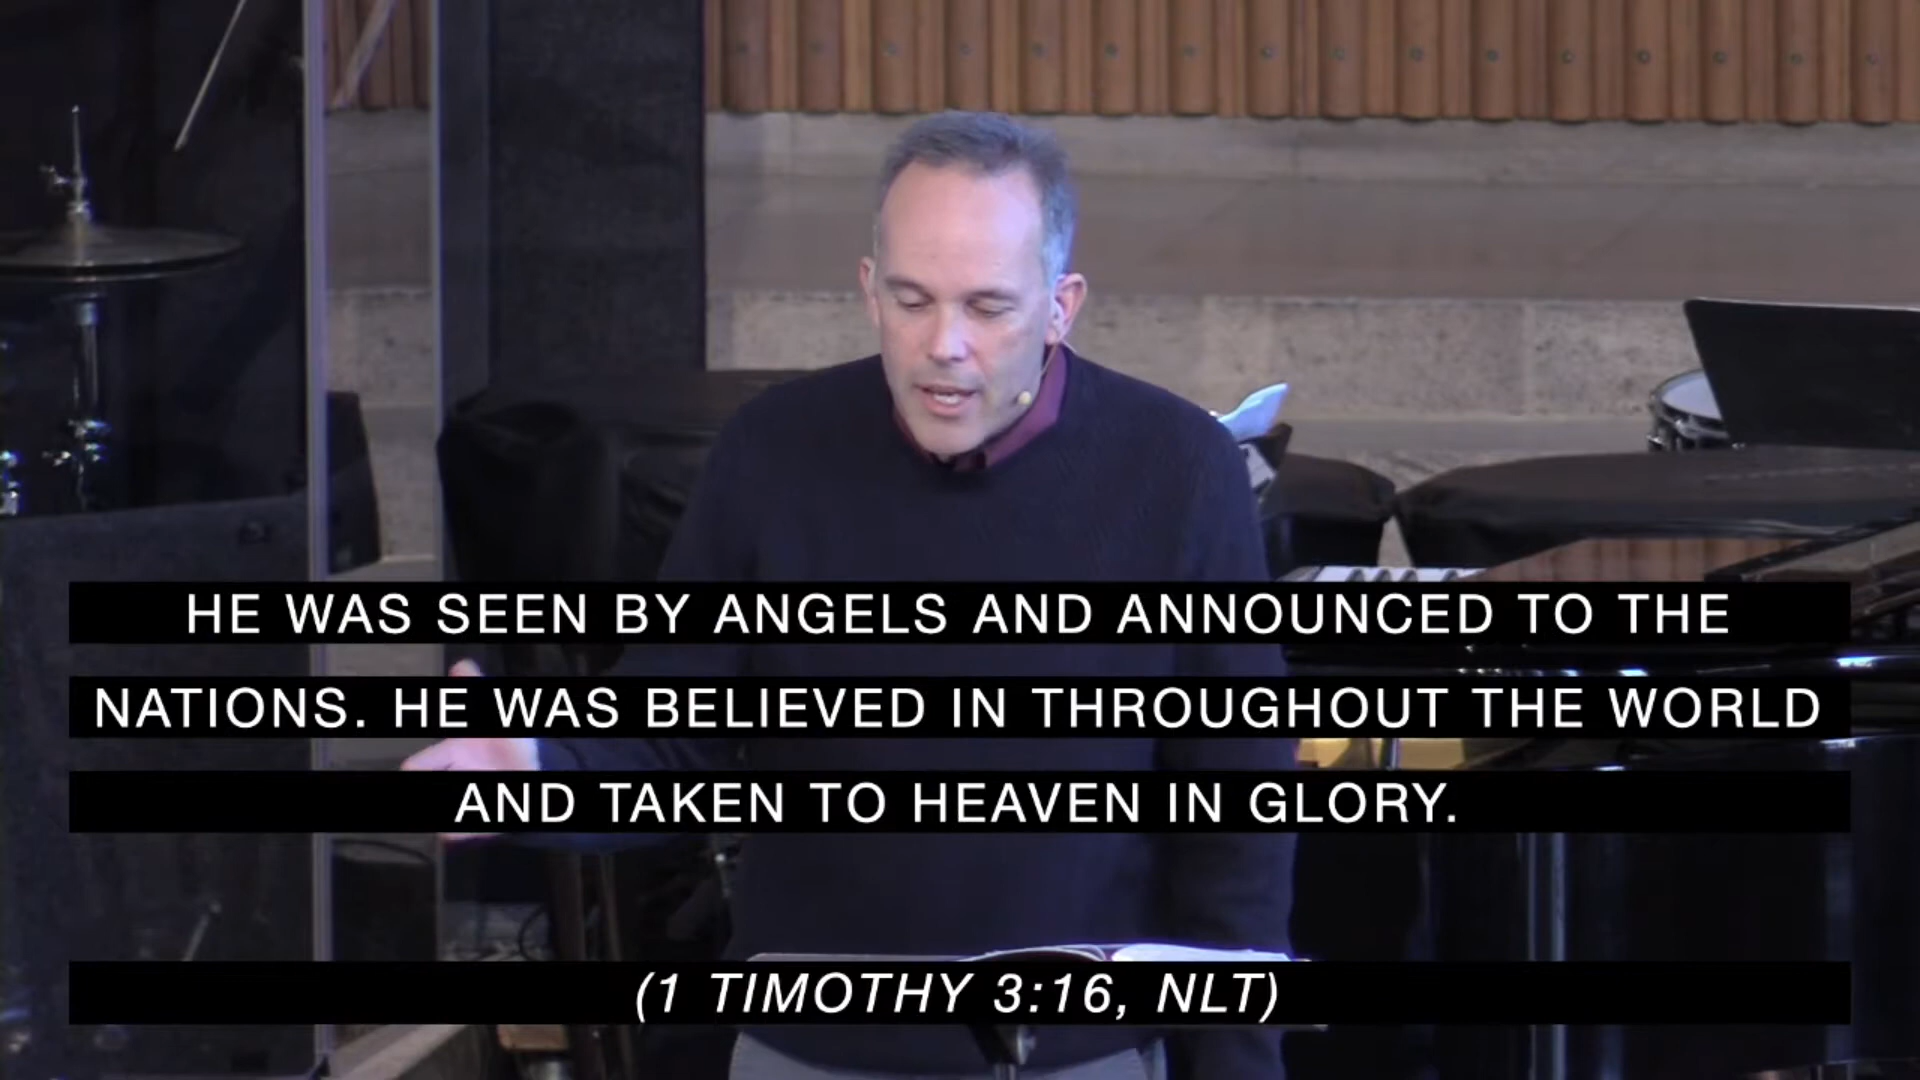 HE WAS SEEN BY ANGELS AND ANNOUNCED TO THE
NATIONS. HE WAS BELIEVED IN THROUGHOUT THE WORLD
AND TAKEN TO HEAVEN IN GLORY.
(1 TIMOTHY 3:16, NLT)